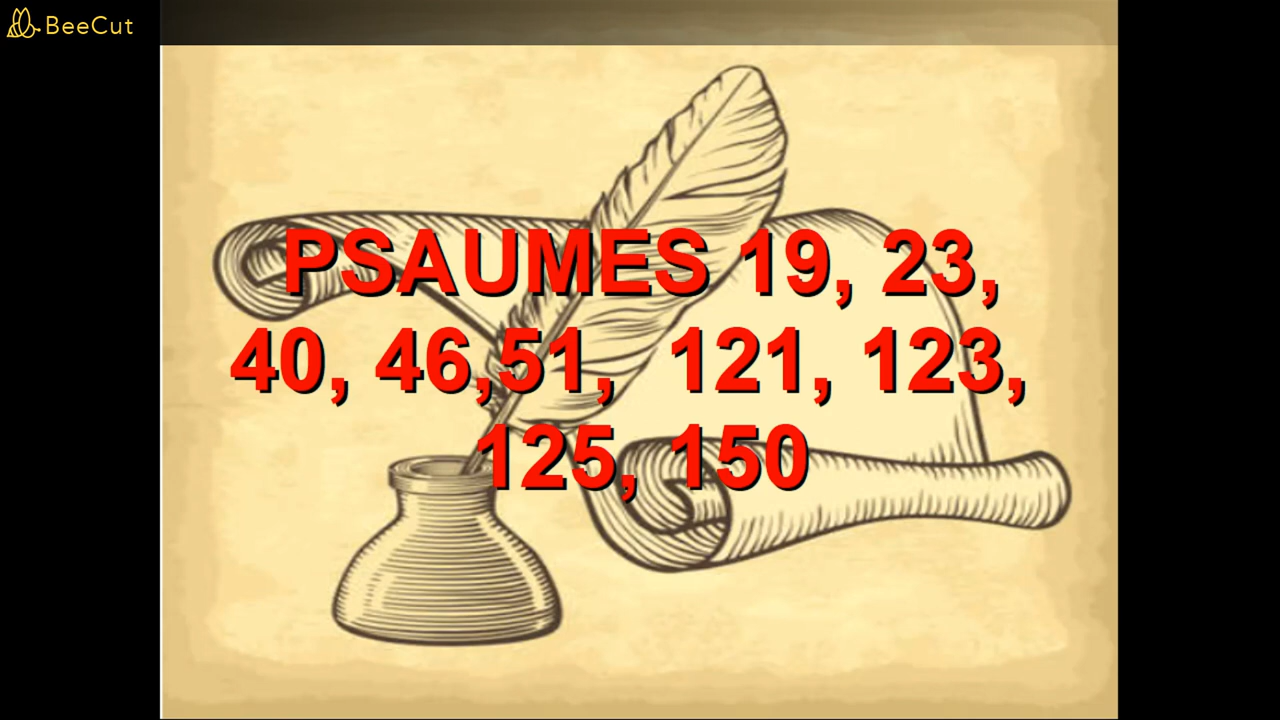 BeeCut
PSAUMES 19, 23,
40, 46,51, 121, 123,
125, 150